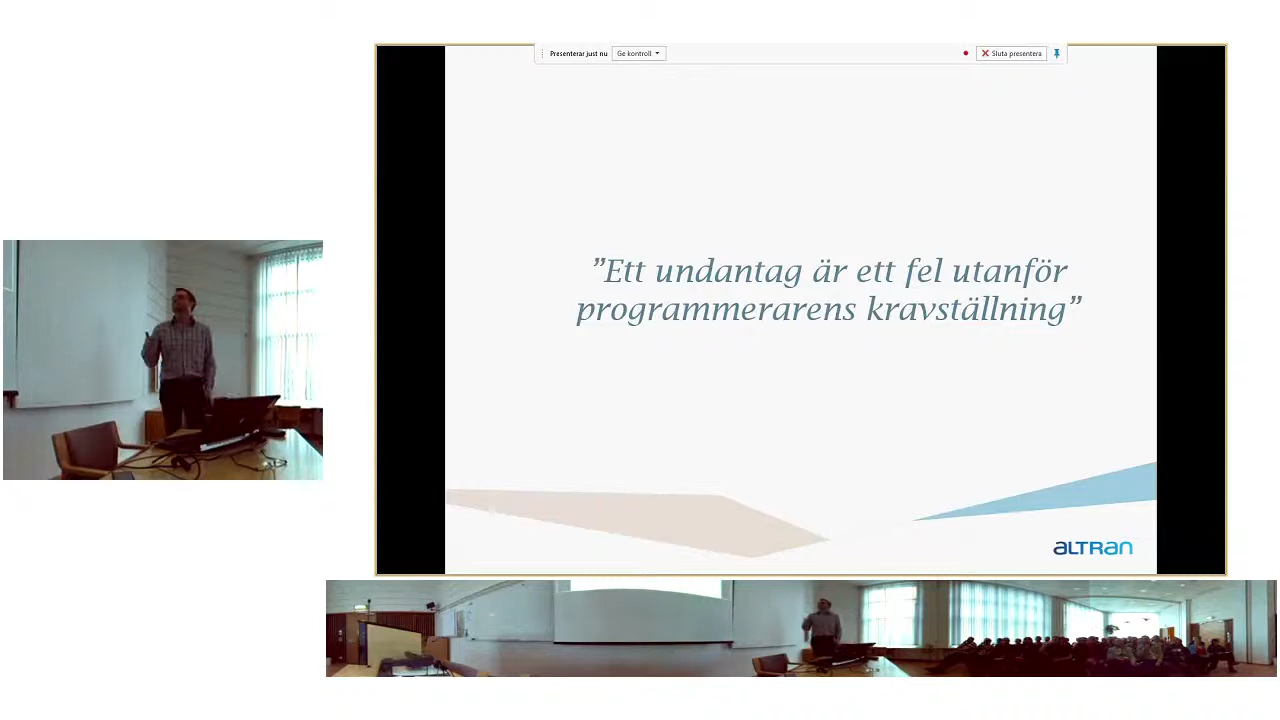 Presenterar just nu Ge kontroll Sluta presentera
”Ett undantag är ett fel utanför
programmerarens kravställning”
ALTRAN